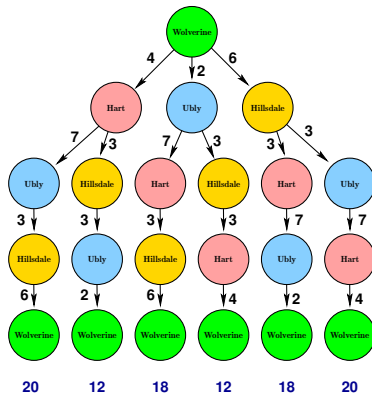 Wolverine
4 2 6
Hart Ubly Hillsdale
7 3 7 3 3 3
Ubly Hillsdale Hart Hillsdale Hart Ubly
3 3 3 3 7 7
Hillsdale Ubly Hillsdale Hart Ubly Hart
6 2 6 4 2 4
Wolverine Wolverine Wolverine Wolverine Wolverine Wolverine
20 12 18 12 18 20